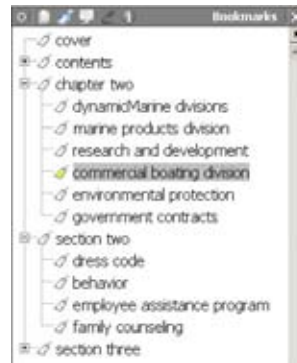 Bookmarks
cover
contents
chapter two
dynamicMarine divisions
marine products division
research and development
commercial boating division
environmental protection
government contracts
section two
dress code
behavior
employee assistance program
family counseling
section three